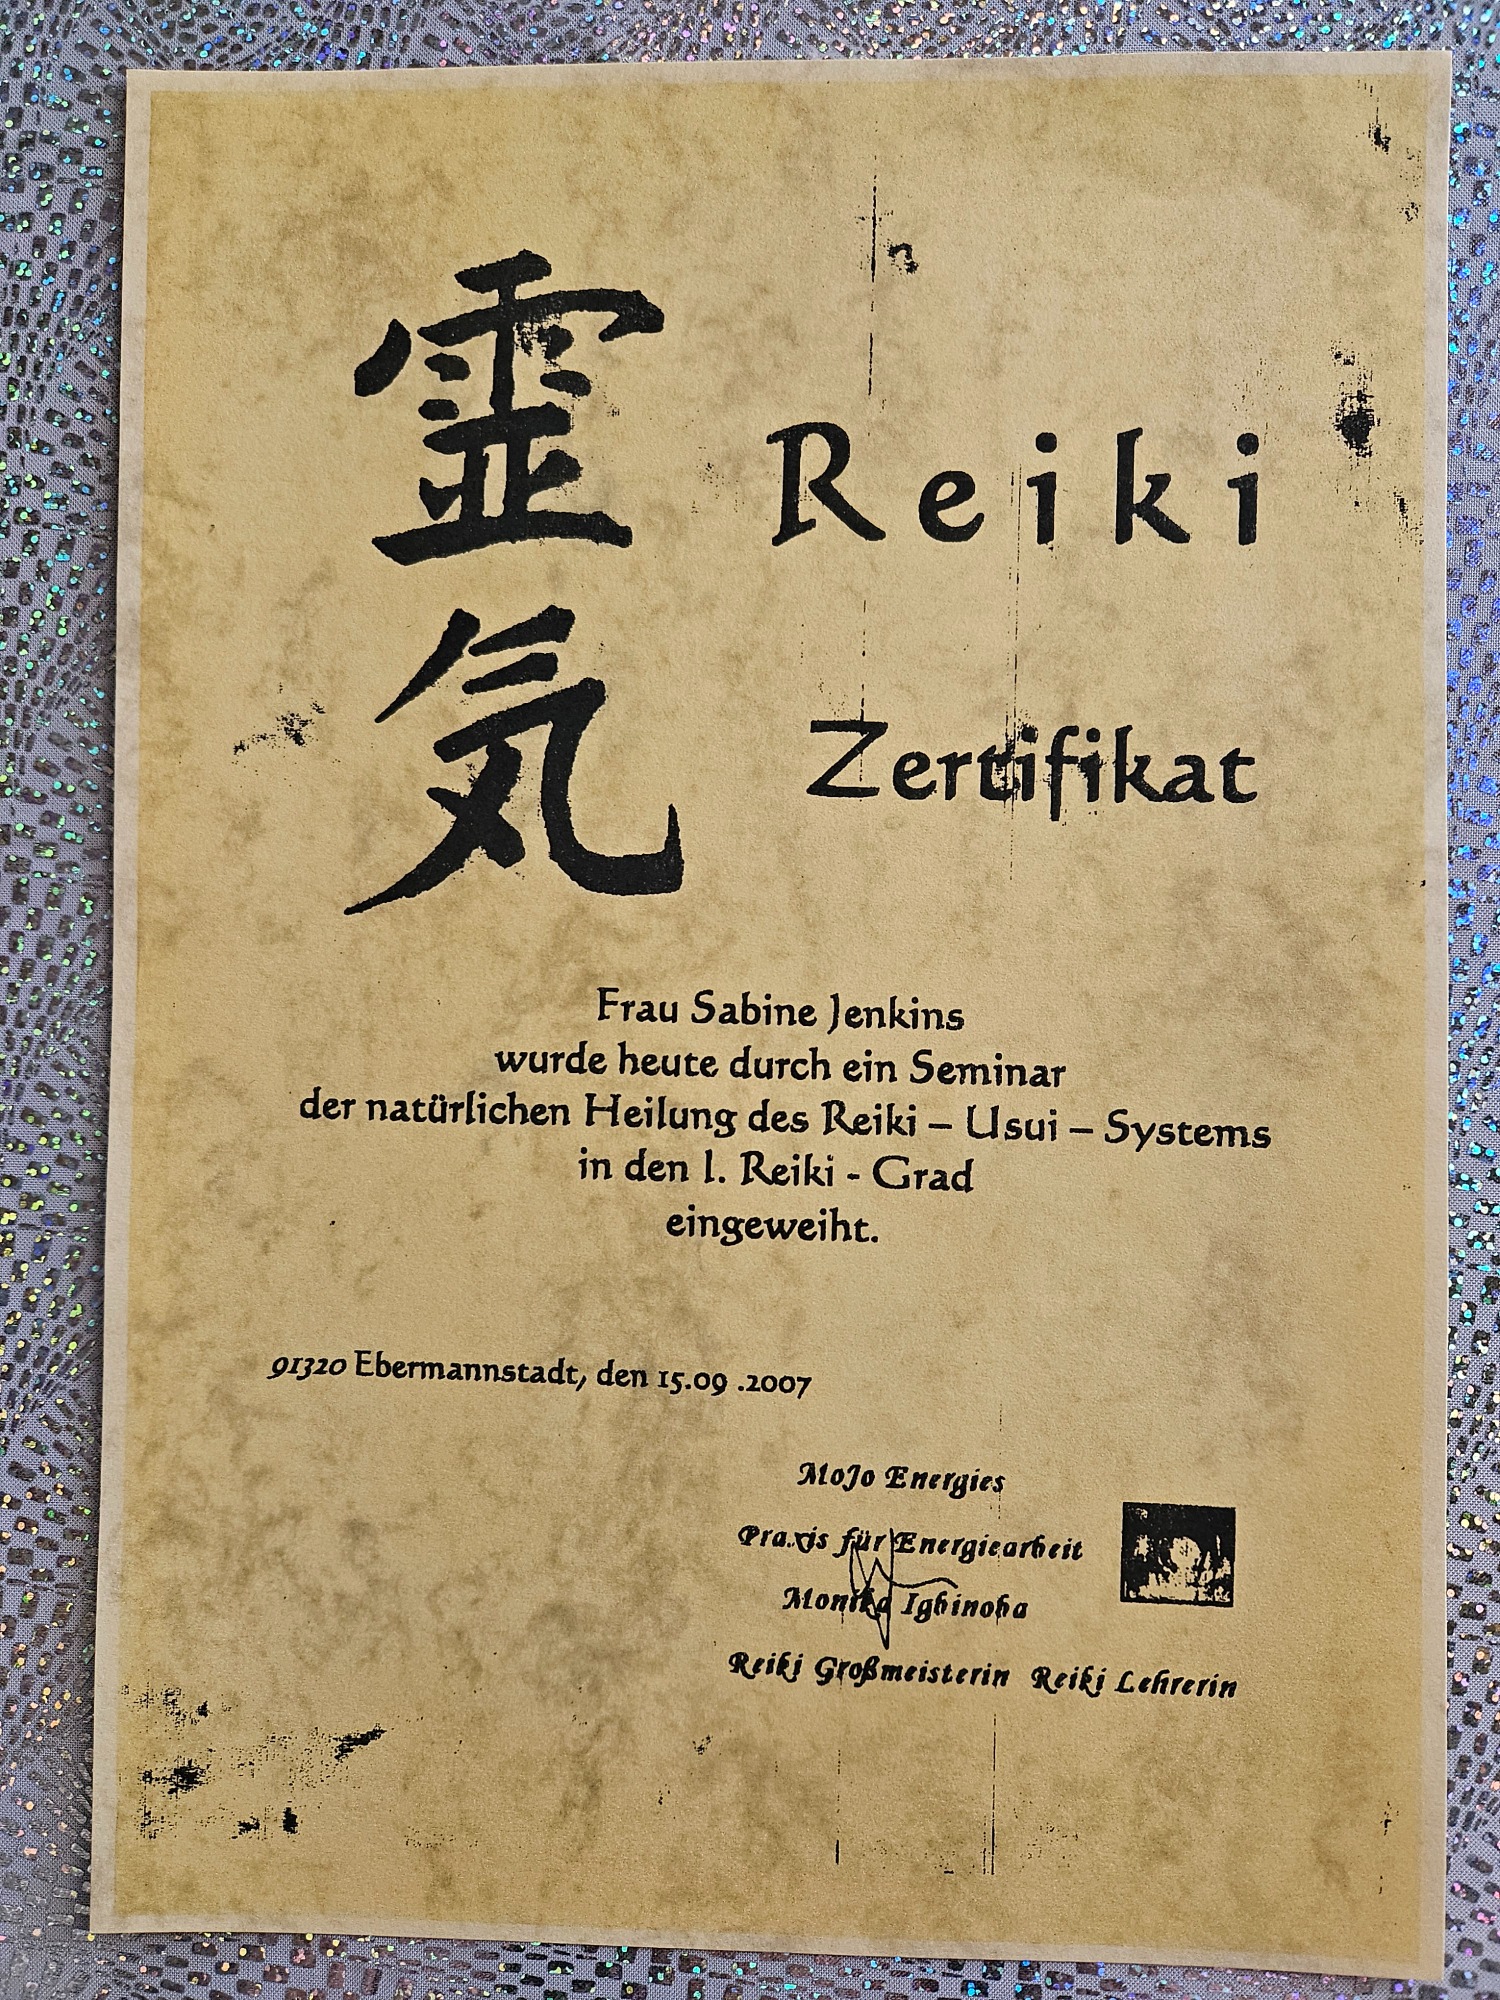 霊気
Reiki
Zertifikat
Frau Sabine Jenkins
wurde heute durch ein Seminar
der natürlichen Heilung des Reiki – Usui – Systems
in den 1. Reiki - Grad
eingeweiht.
91320 Ebermannstadt, den 15.09 .2007
MoJo Energies
Praxis für Energiearbeit
Monika Igbinoba
Reiki Großmeisterin Reiki Lehrerin